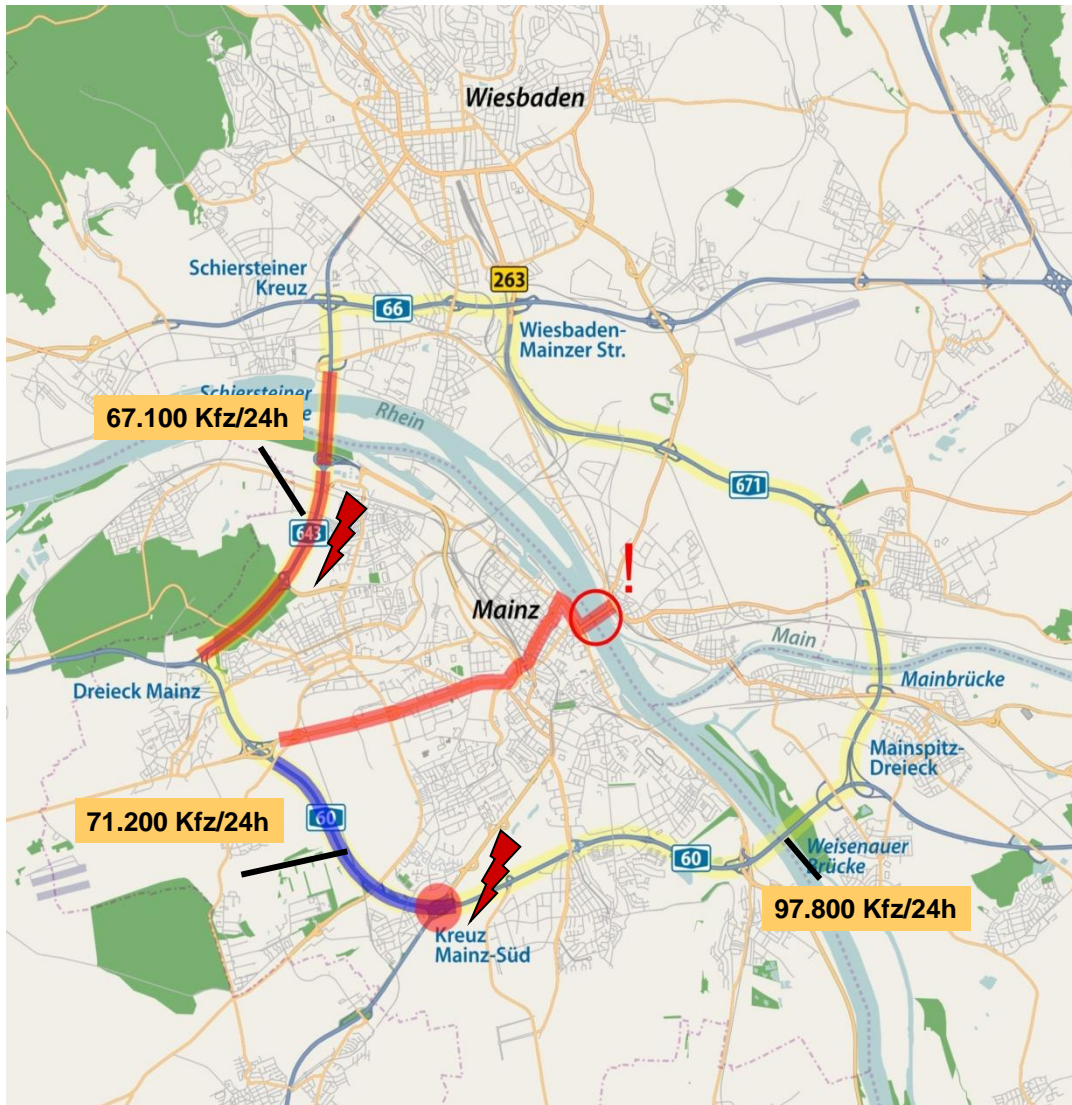 Wiesbaden
Schiersteiner
Kreuz
263
66
Wiesbaden-
Mainzer Str.
Schiersteiner
Rhein
67.100 Kfz/24h
671
643
!
Mainz
Main
Mainbrücke
Dreieck Mainz
Mainspitz-
Dreieck
71.200 Kfz/24h
60
60
Weisenauer
Brücke
97.800 Kfz/24h
Kreuz
Mainz-Süd